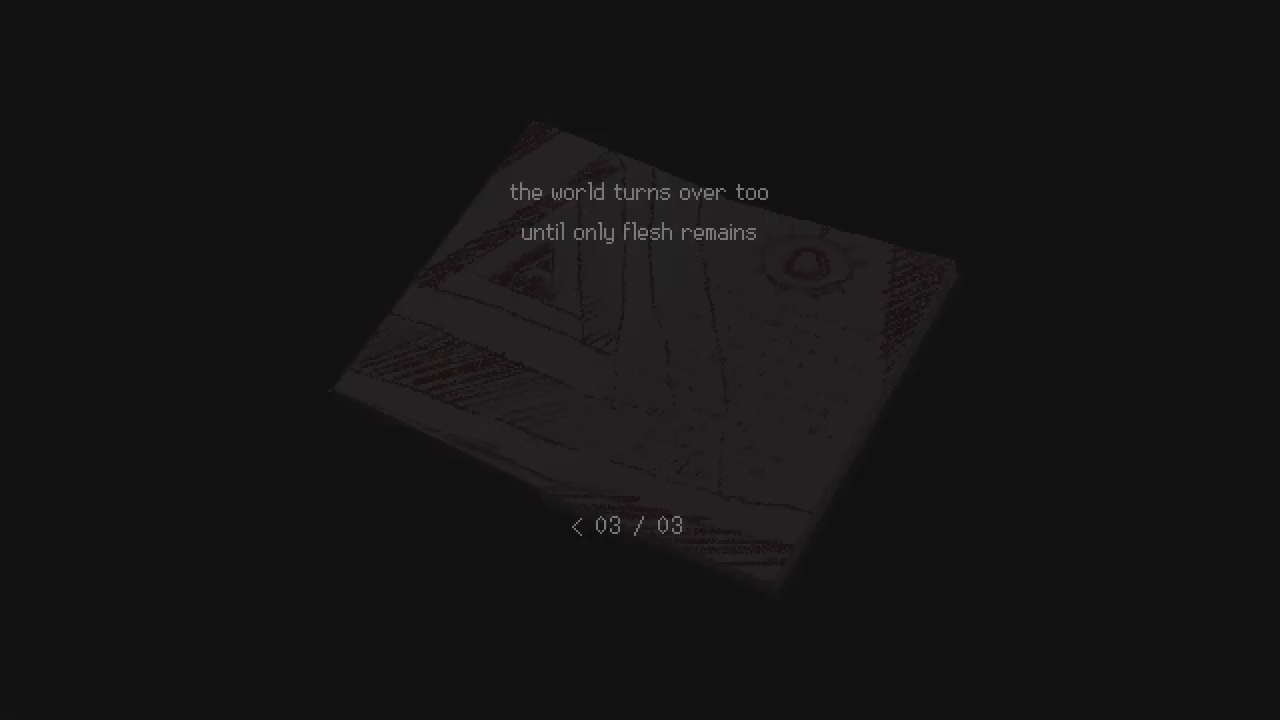 the world turns over too
until only flesh remains
< 03 / 03